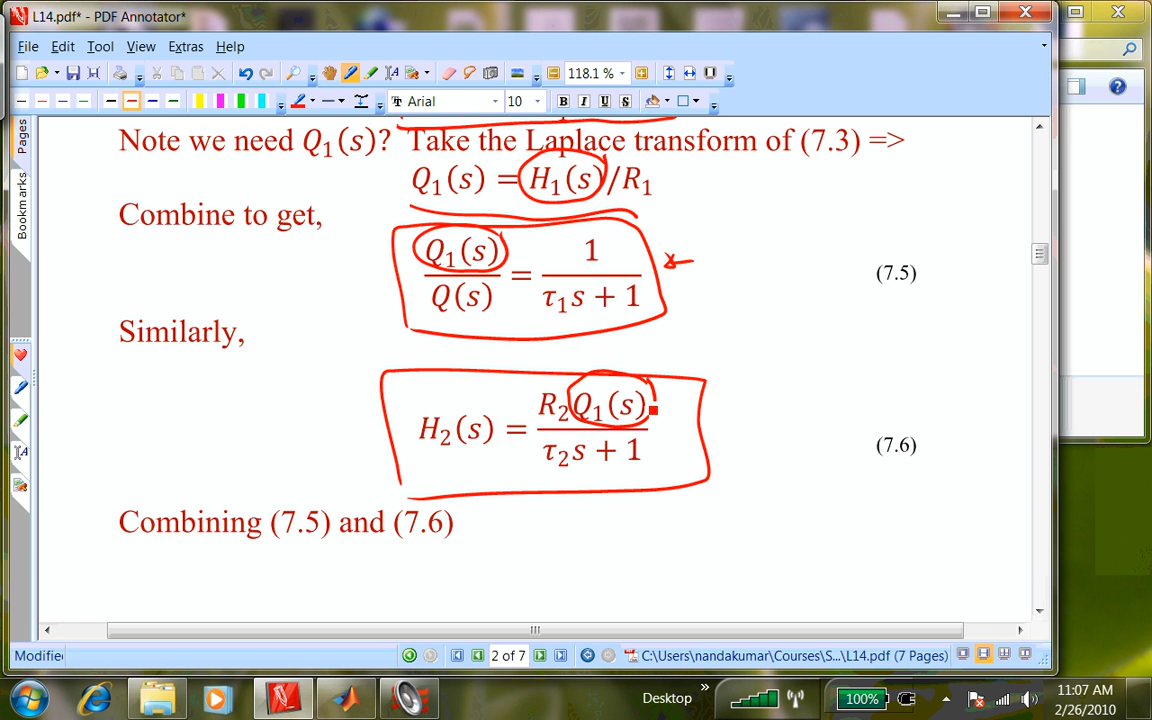 L14.pdf* - PDF Annotator*
File Edit Tool View Extras Help
118.1 %
Arial 10 B I U S
Pages
Bookmarks
Note we need Q₁(s)? Take the Laplace transform of (7.3) =>
Q₁(s) = H₁(s)/R₁
Combine to get,
Q₁(s)/Q(s) = 1/(τ₁s + 1) (7.5)
Similarly,
H₂(s) = R₂Q₁(s)/(τ₂s + 1) (7.6)
Combining (7.5) and (7.6)
Modifie 2 of 7 C:\Users\nandakumar\Courses\S...\L14.pdf (7 Pages)
Desktop » 100% 11:07 AM
2/26/2010